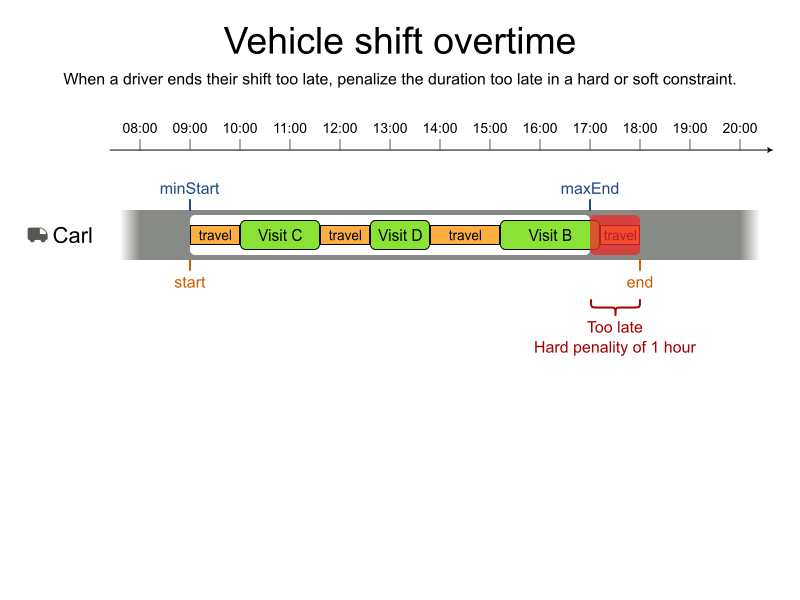 Vehicle shift overtime
When a driver ends their shift too late, penalize the duration too late in a hard or soft constraint.
08:00 09:00 10:00 11:00 12:00 13:00 14:00 15:00 16:00 17:00 18:00 19:00 20:00
minStart maxEnd
Carl travel Visit C travel Visit D travel Visit B travel
start end
Too late
Hard penality of 1 hour